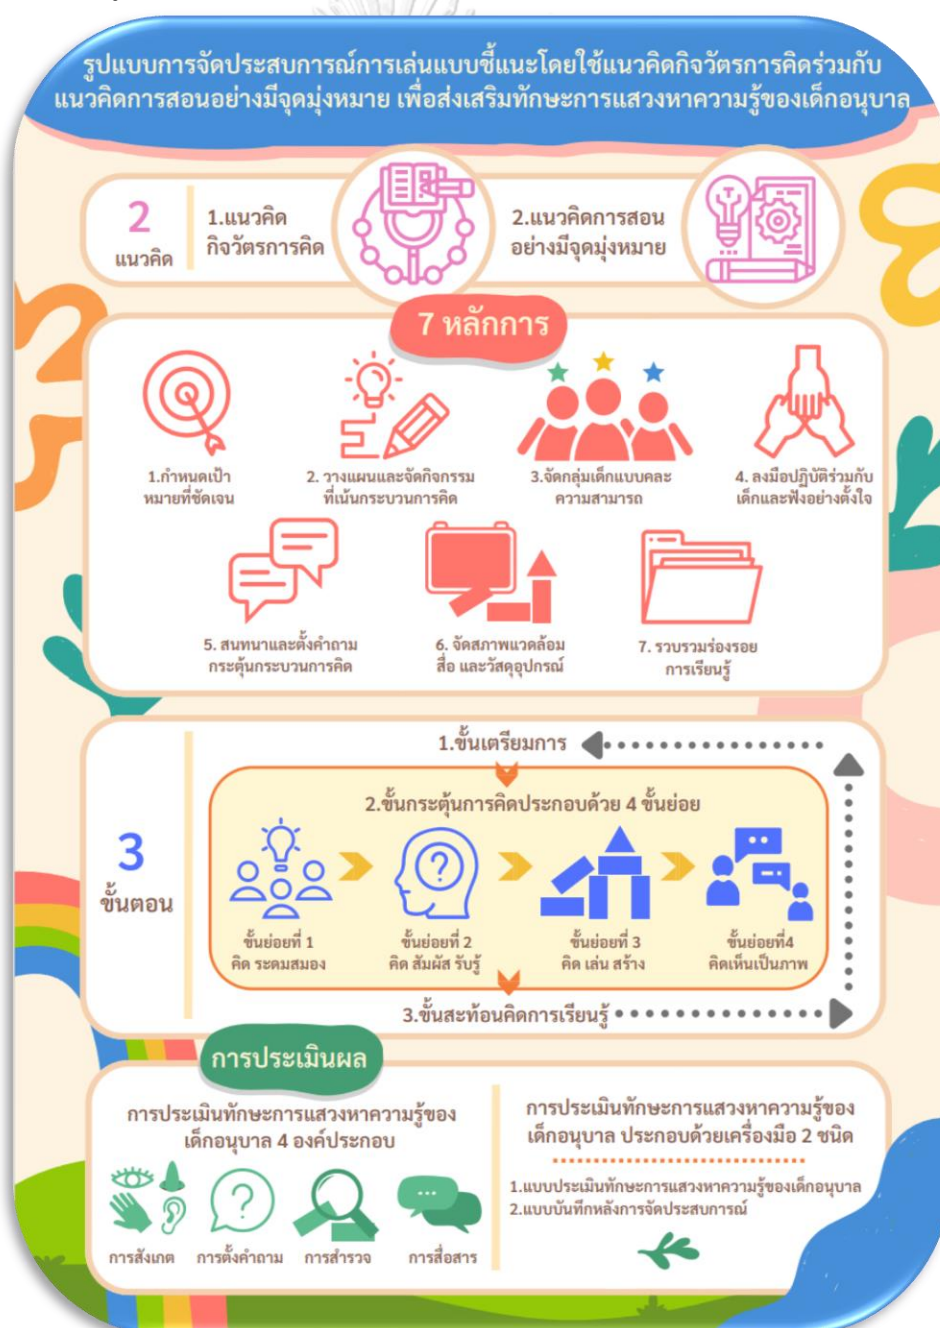 รูปแบบการจัดประสบการณ์การเล่นแบบชี้แนะโดยใช้แนวคิดกิจวัตรการคิดร่วมกับ
แนวคิดการสอนอย่างมีจุดมุ่งหมาย เพื่อส่งเสริมทักษะการแสวงหาความรู้ของเด็กอนุบาล
2
แนวคิด
1.แนวคิด
กิจวัตรการคิด
2.แนวคิดการสอน
อย่างมีจุดมุ่งหมาย
7 หลักการ
1.กำหนดเป้า
หมายที่ชัดเจน
2. วางแผนและจัดกิจกรรม
ที่เน้นกระบวนการคิด
3.จัดกลุ่มเด็กแบบคละ
ความสามารถ
4. ลงมือปฏิบัติร่วมกับ
เด็กและฟังอย่างตั้งใจ
5. สนทนาและตั้งคำถาม
กระตุ้นกระบวนการคิด
6. จัดสภาพแวดล้อม
สื่อ และวัสดุอุปกรณ์
7. รวบรวมร่องรอย
การเรียนรู้
3
ขั้นตอน
1.ขั้นเตรียมการ
2.ขั้นกระตุ้นการคิดประกอบด้วย 4 ขั้นย่อย
ขั้นย่อยที่ 1
คิด ระดมสมอง
ขั้นย่อยที่ 2
คิด สัมผัส รับรู้
ขั้นย่อยที่ 3
คิด เล่น สร้าง
ขั้นย่อยที่4
คิดเห็นเป็นภาพ
3.ขั้นสะท้อนคิดการเรียนรู้
การประเมินผล
การประเมินทักษะการแสวงหาความรู้ของ
เด็กอนุบาล 4 องค์ประกอบ
การสังเกต
การตั้งคำถาม
การสำรวจ
การสื่อสาร
การประเมินทักษะการแสวงหาความรู้ของ
เด็กอนุบาล ประกอบด้วยเครื่องมือ 2 ชนิด
1.แบบประเมินทักษะการแสวงหาความรู้ของเด็กอนุบาล
2.แบบบันทึกหลังการจัดประสบการณ์